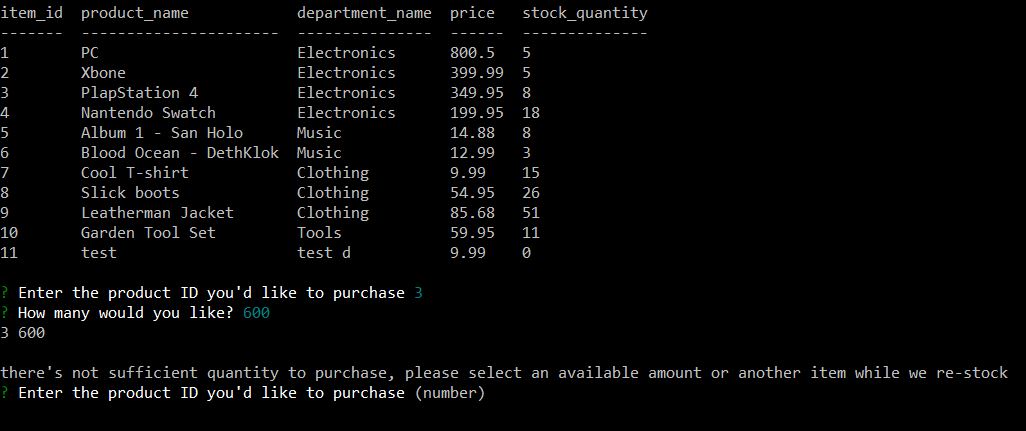 item_id  product_name            department_name  price   stock_quantity
-------  ----------------------  ---------------  ------  --------------
1        PC                      Electronics      800.5   5
2        Xbone                   Electronics      399.99  5
3        PlapStation 4           Electronics      349.95  8
4        Nantendo Swatch         Electronics      199.95  18
5        Album 1 - San Holo      Music            14.88   8
6        Blood Ocean - DethKlok  Music            12.99   3
7        Cool T-shirt            Clothing         9.99    15
8        Slick boots             Clothing         54.95   26
9        Leatherman Jacket       Clothing         85.68   51
10       Garden Tool Set         Tools            59.95   11
11       test                    test d           9.99    0
? Enter the product ID you'd like to purchase 3
? How many would you like? 600
3 600
there's not sufficient quantity to purchase, please select an available amount or another item while we re-stock
? Enter the product ID you'd like to purchase (number)